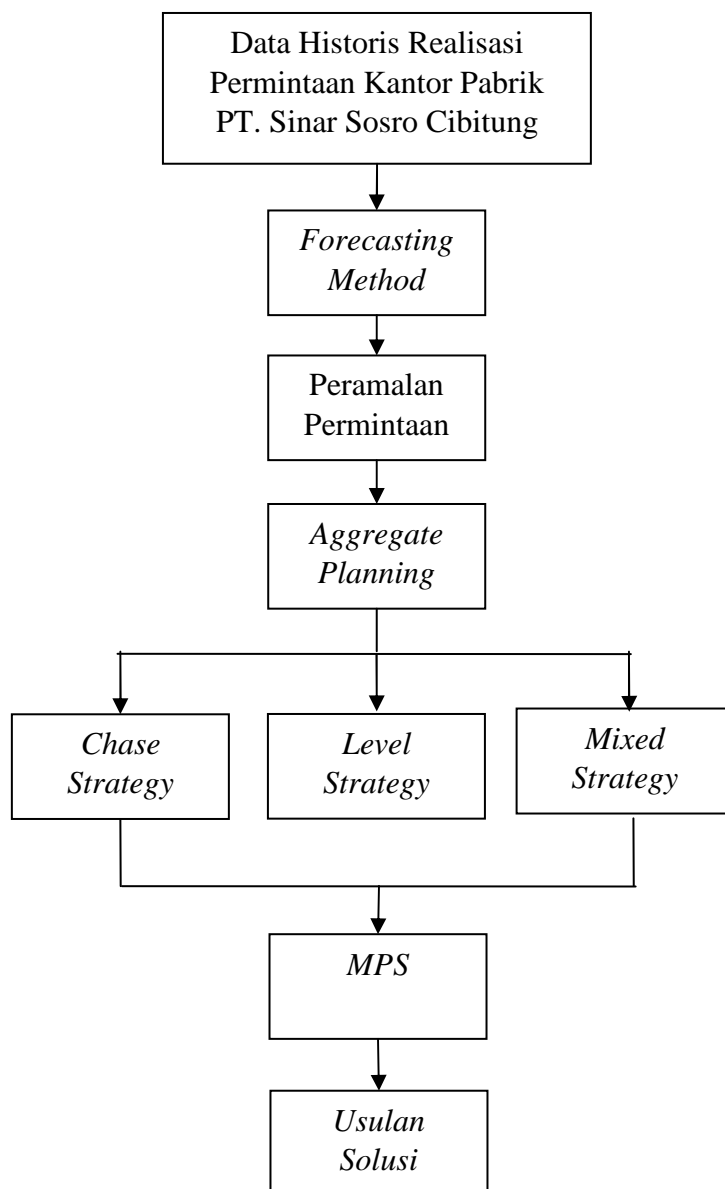 Data Historis Realisasi
Permintaan Kantor Pabrik
PT. Sinar Sosro Cibitung
Forecasting
Method
Peramalan
Permintaan
Aggregate
Planning
Chase
Strategy
Level
Strategy
Mixed
Strategy
MPS
Usulan
Solusi